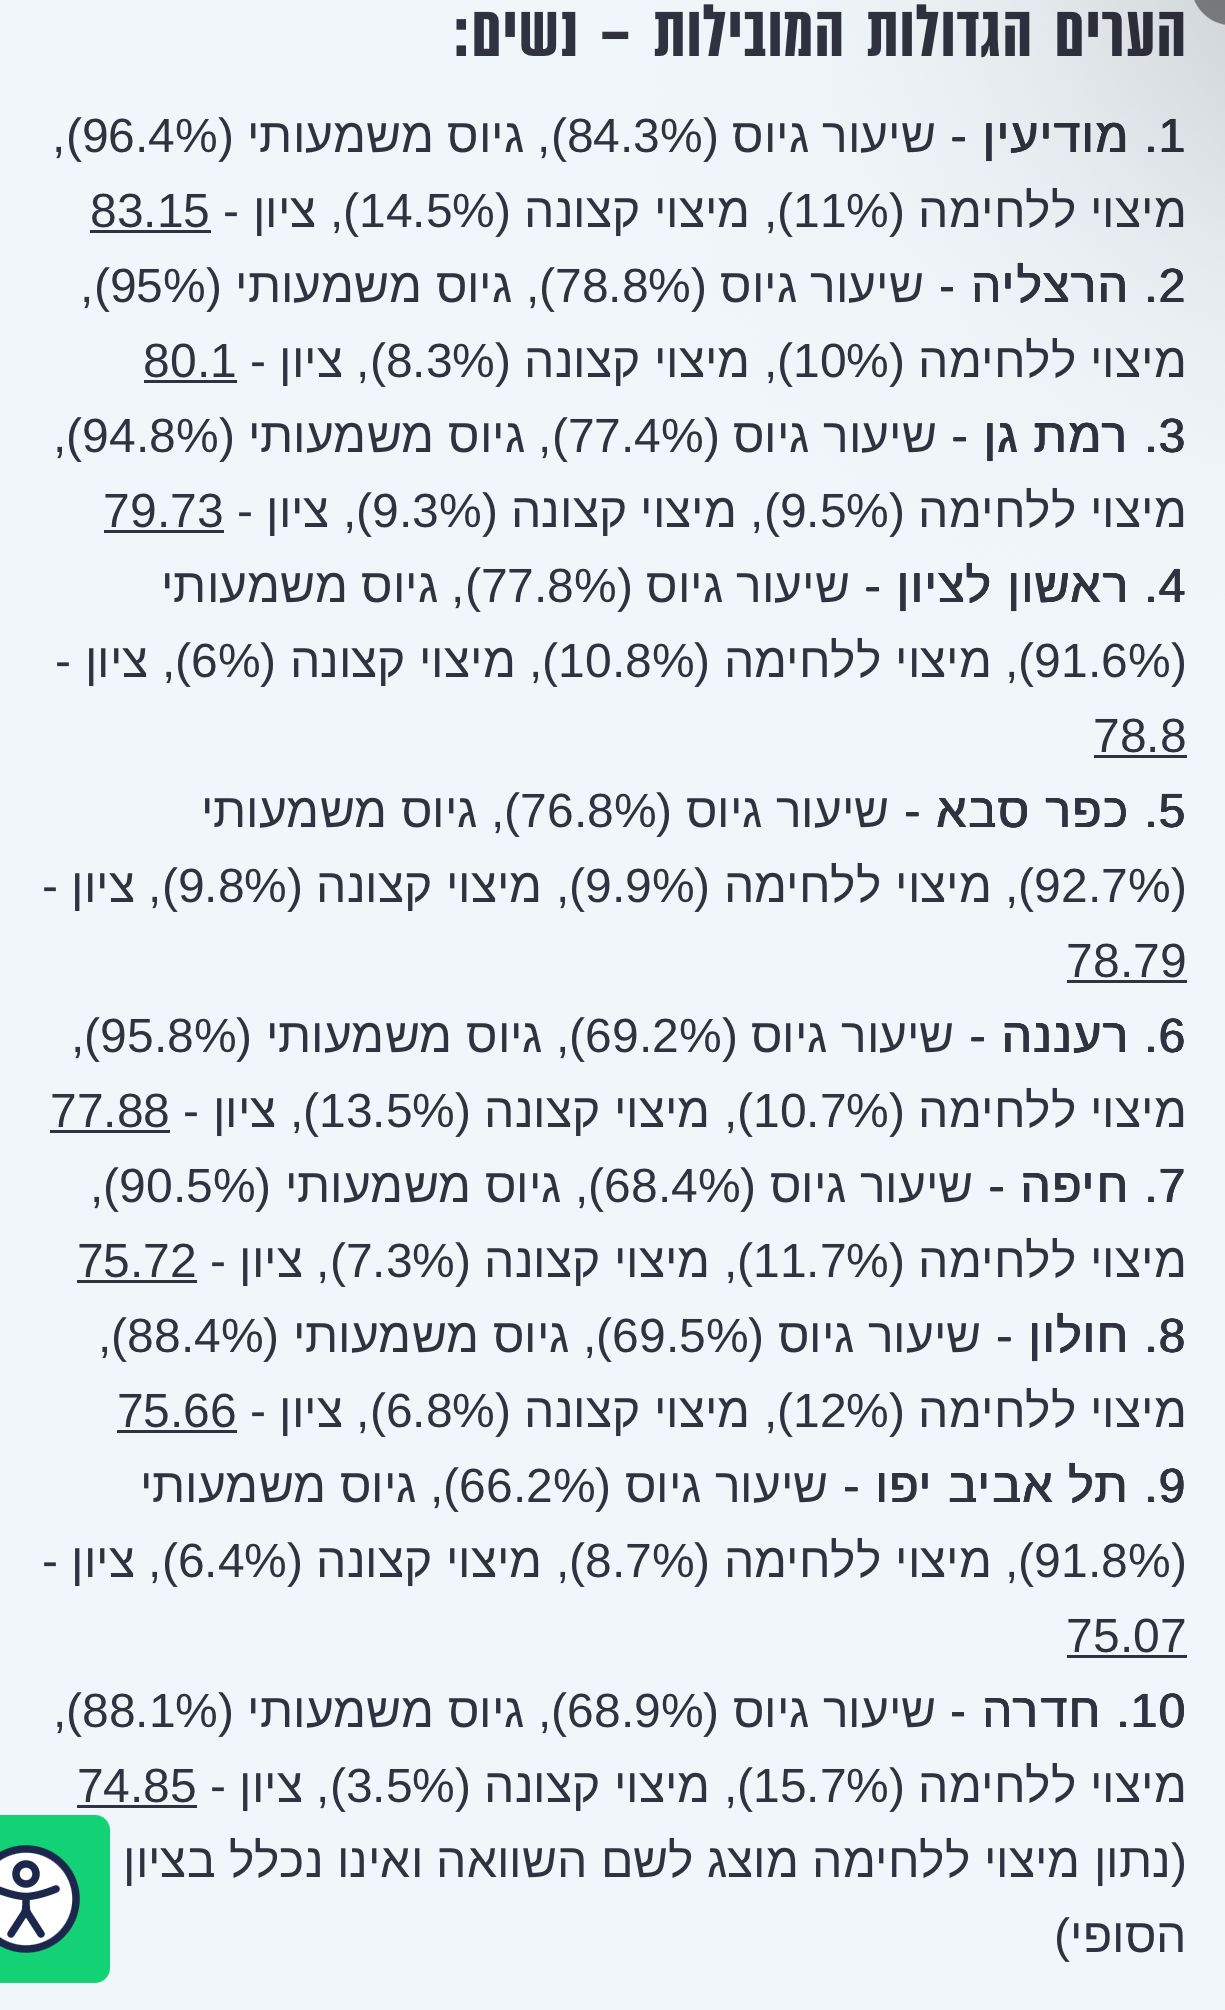 הערים הגדולות המובילות – נשים:
1. מודיעין - שיעור גיוס (84.3%), גיוס משמעותי (96.4%),
מיצוי ללחימה (11%), מיצוי קצונה (14.5%), ציון - 83.15
2. הרצליה - שיעור גיוס (78.8%), גיוס משמעותי (95%),
מיצוי ללחימה (10%), מיצוי קצונה (8.3%), ציון - 80.1
3. רמת גן - שיעור גיוס (77.4%), גיוס משמעותי (94.8%),
מיצוי ללחימה (9.5%), מיצוי קצונה (9.3%), ציון - 79.73
4. ראשון לציון - שיעור גיוס (77.8%), גיוס משמעותי
(91.6%), מיצוי ללחימה (10.8%), מיצוי קצונה (6%), ציון -
78.8
5. כפר סבא - שיעור גיוס (76.8%), גיוס משמעותי
(92.7%), מיצוי ללחימה (9.9%), מיצוי קצונה (9.8%), ציון -
78.79
6. רעננה - שיעור גיוס (69.2%), גיוס משמעותי (95.8%),
מיצוי ללחימה (10.7%), מיצוי קצונה (13.5%), ציון - 77.88
7. חיפה - שיעור גיוס (68.4%), גיוס משמעותי (90.5%),
מיצוי ללחימה (11.7%), מיצוי קצונה (7.3%), ציון - 75.72
8. חולון - שיעור גיוס (69.5%), גיוס משמעותי (88.4%),
מיצוי ללחימה (12%), מיצוי קצונה (6.8%), ציון - 75.66
9. תל אביב יפו - שיעור גיוס (66.2%), גיוס משמעותי
(91.8%), מיצוי ללחימה (8.7%), מיצוי קצונה (6.4%), ציון -
75.07
10. חדרה - שיעור גיוס (68.9%), גיוס משמעותי (88.1%),
מיצוי ללחימה (15.7%), מיצוי קצונה (3.5%), ציון - 74.85
(נתון מיצוי ללחימה מוצג לשם השוואה ואינו נכלל בציון
הסופי)